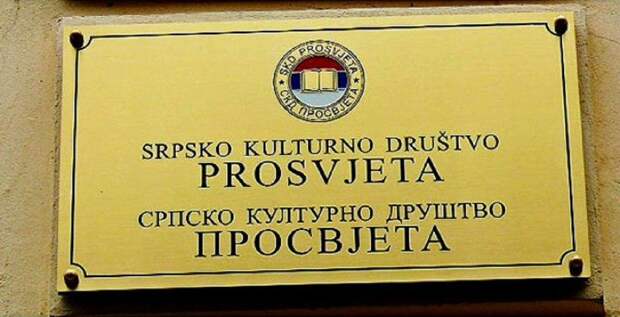 SKD PROSVJETA
СКД ПРОСВЈЕТА
SRPSKO KULTURNO DRUŠTVO
PROSVJETA
СРПСКО КУЛТУРНО ДРУШТВО
ПРОСВЈЕТА